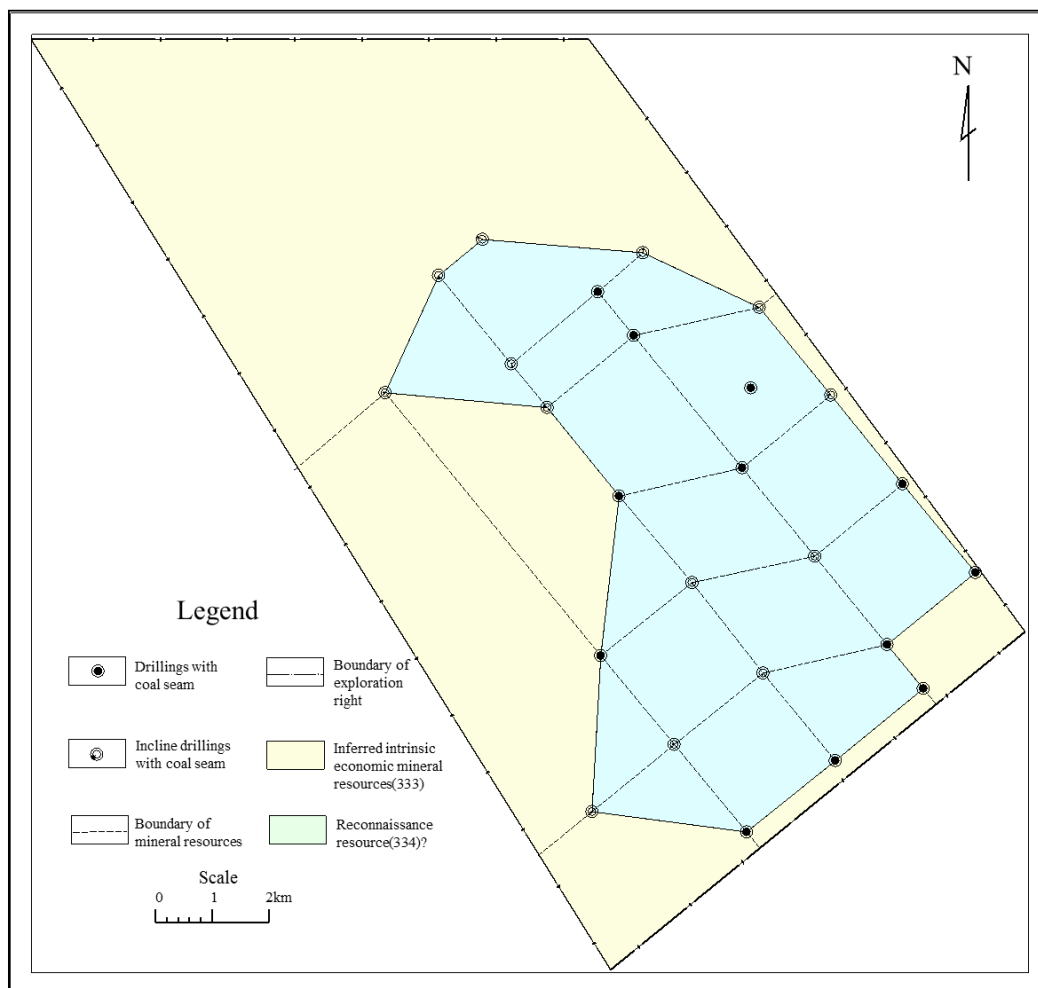 N
Legend
Drillings with
coal seam
Boundary of
exploration
right
Incline drillings
with coal seam
Inferred intrinsic
economic mineral
resources(333)
Boundary of
mineral resources
Reconnaissance
resource(334)?
Scale
0 1 2km